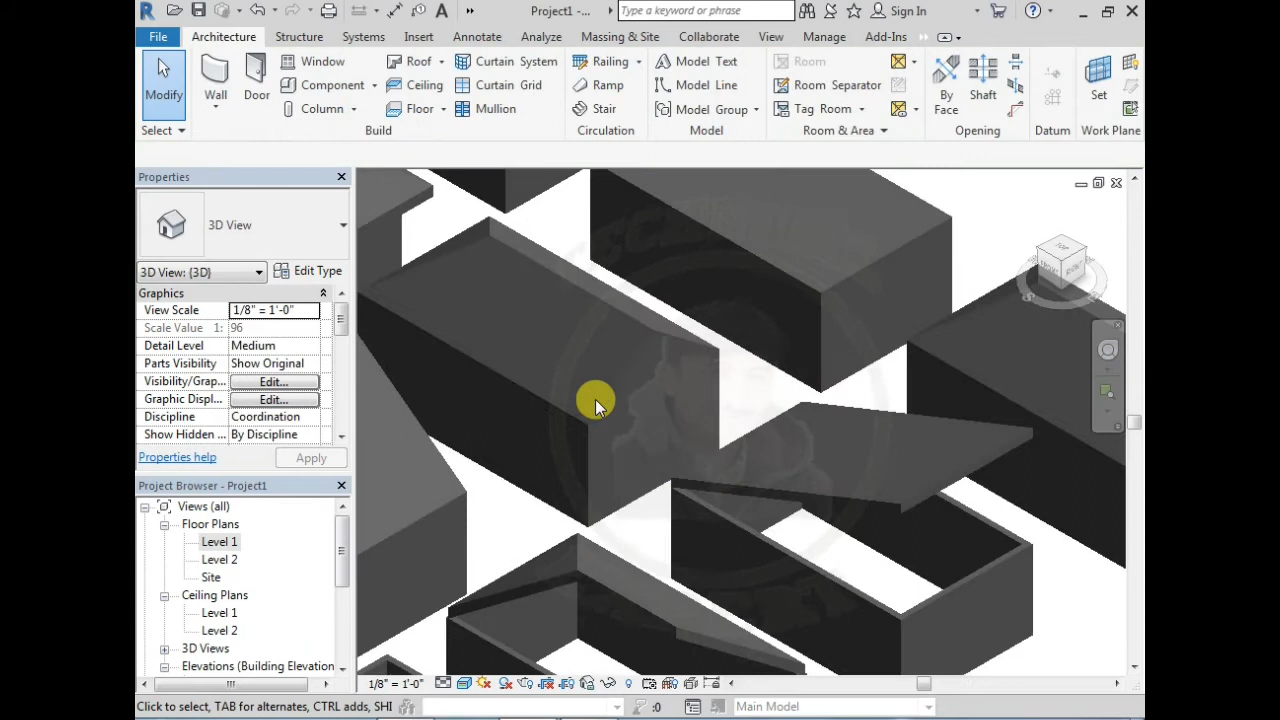 Project1 -...
Type a keyword or phrase
Sign In
File Architecture Structure Systems Insert Annotate Analyze Massing & Site Collaborate View Manage Add-Ins
Modify
Wall
Door
Window
Component
Column
Roof
Ceiling
Floor
Curtain System
Curtain Grid
Mullion
Railing
Ramp
Stair
Model Text
Model Line
Model Group
Room
Room Separator
Tag Room
By Face
Shaft
Set
Select Build Circulation Model Room & Area Opening Datum Work Plane
Properties
3D View
3D View: {3D} Edit Type
Graphics
View Scale 1/8" = 1'-0"
Scale Value 1: 96
Detail Level Medium
Parts Visibility Show Original
Visibility/Grap... Edit...
Graphic Displ... Edit...
Discipline Coordination
Show Hidden ... By Discipline
Properties help Apply
Project Browser - Project1
Views (all)
Floor Plans
Level 1
Level 2
Site
Ceiling Plans
Level 1
Level 2
3D Views
Elevations (Building Elevation
TOP
RIGHT
1/8" = 1'-0"
Click to select, TAB for alternates, CTRL adds, SHI :0 Main Model